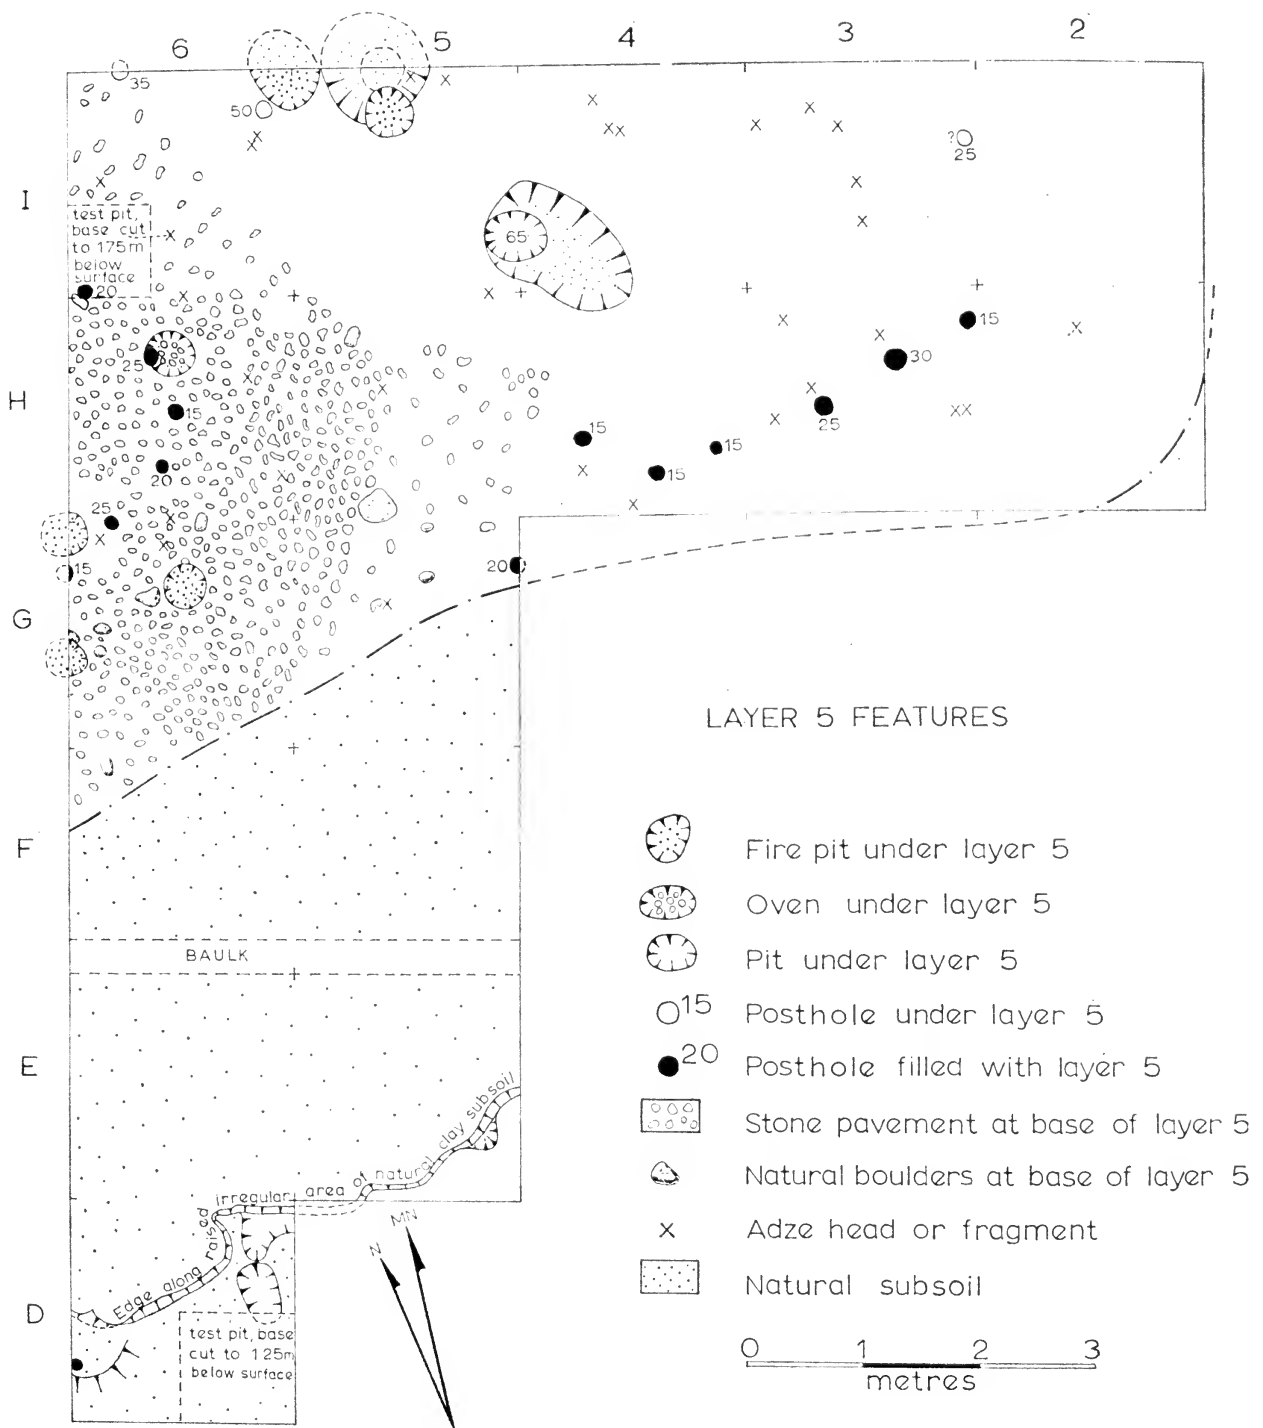 6 5 4 3 2
35
50
?
25
I
test pit,
base cut
to 175m
below
surface
65
20
15
30
25
H
15
25
15
15
15
20
25
15
20
G
LAYER 5 FEATURES
F
Fire pit under layer 5
Oven under layer 5
BAULK
Pit under layer 5
15 Posthole under layer 5
20 Posthole filled with layer 5
E
Stone pavement at base of layer 5
Natural boulders at base of layer 5
Edge along raised irregular area of natural clay subsoil
x Adze head or fragment
MN
N
Natural subsoil
D
test pit, base
cut to 125m
below surface
0 1 2 3
metres